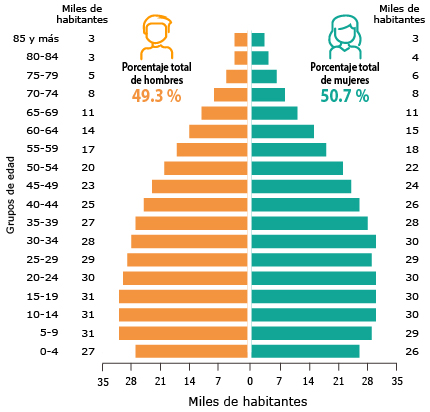 Miles de
habitantes
Miles de
habitantes
Porcentaje total
de hombres
49.3 %
Porcentaje total
de mujeres
50.7 %
Grupos de edad
85 y más 3 3
80-84 3 4
75-79 5 6
70-74 8 8
65-69 11 11
60-64 14 15
55-59 17 18
50-54 20 22
45-49 23 24
40-44 25 26
35-39 27 28
30-34 28 30
25-29 29 29
20-24 30 30
15-19 31 30
10-14 31 30
5-9 31 29
0-4 27 26
35 28 21 14 7 0 7 14 21 28 35
Miles de habitantes